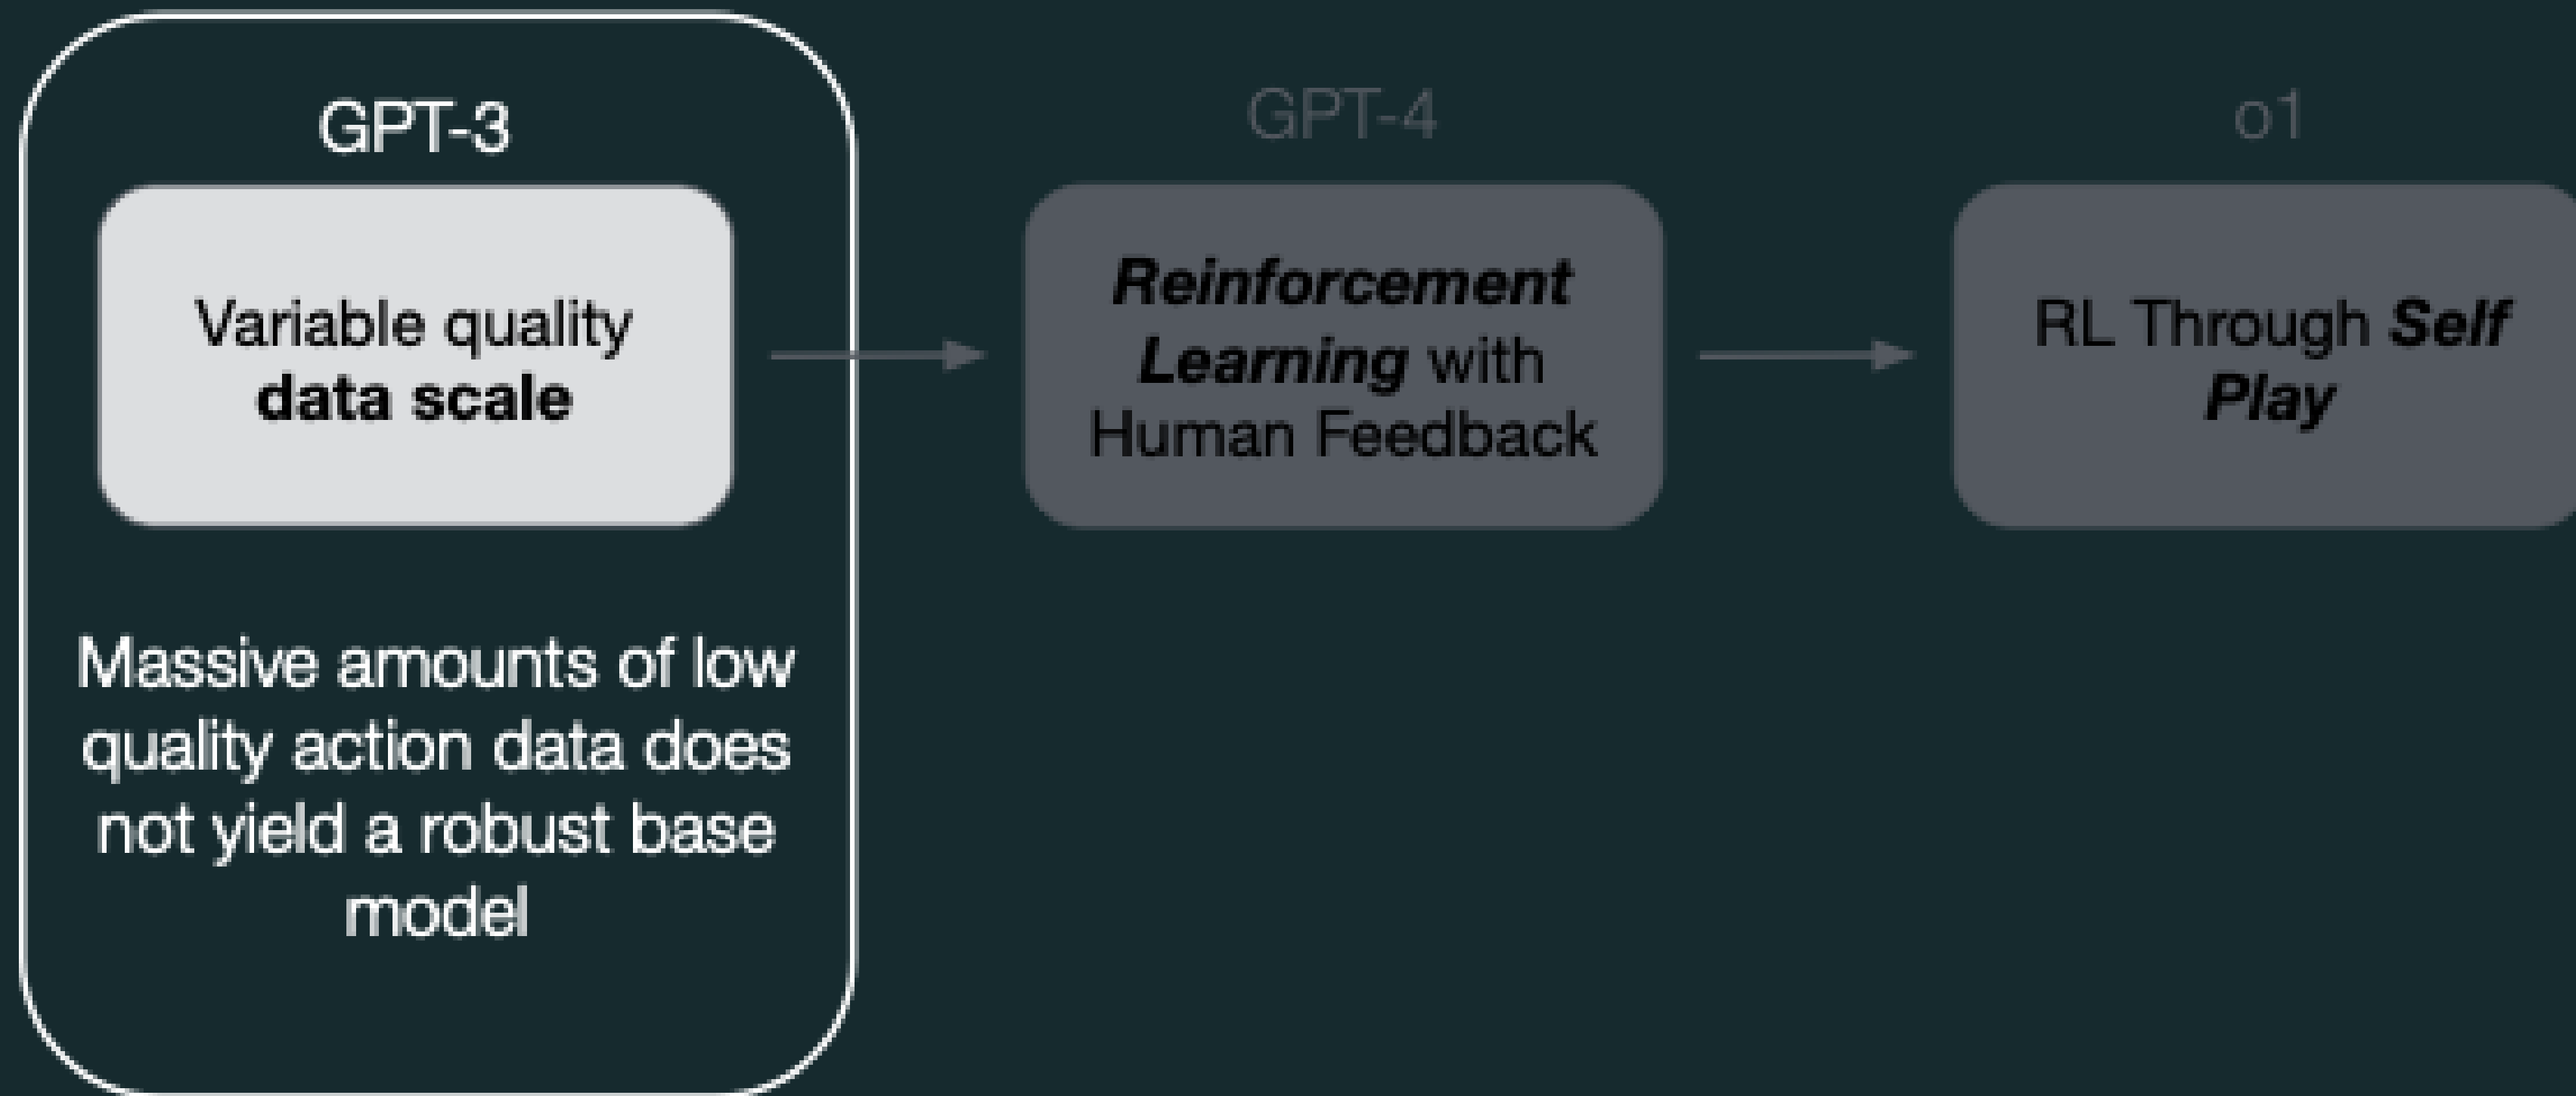 GPT-3
Variable quality
data scale
Massive amounts of low
quality action data does
not yield a robust base
model
GPT-4
Reinforcement
Learning with
Human Feedback
o1
RL Through Self
Play